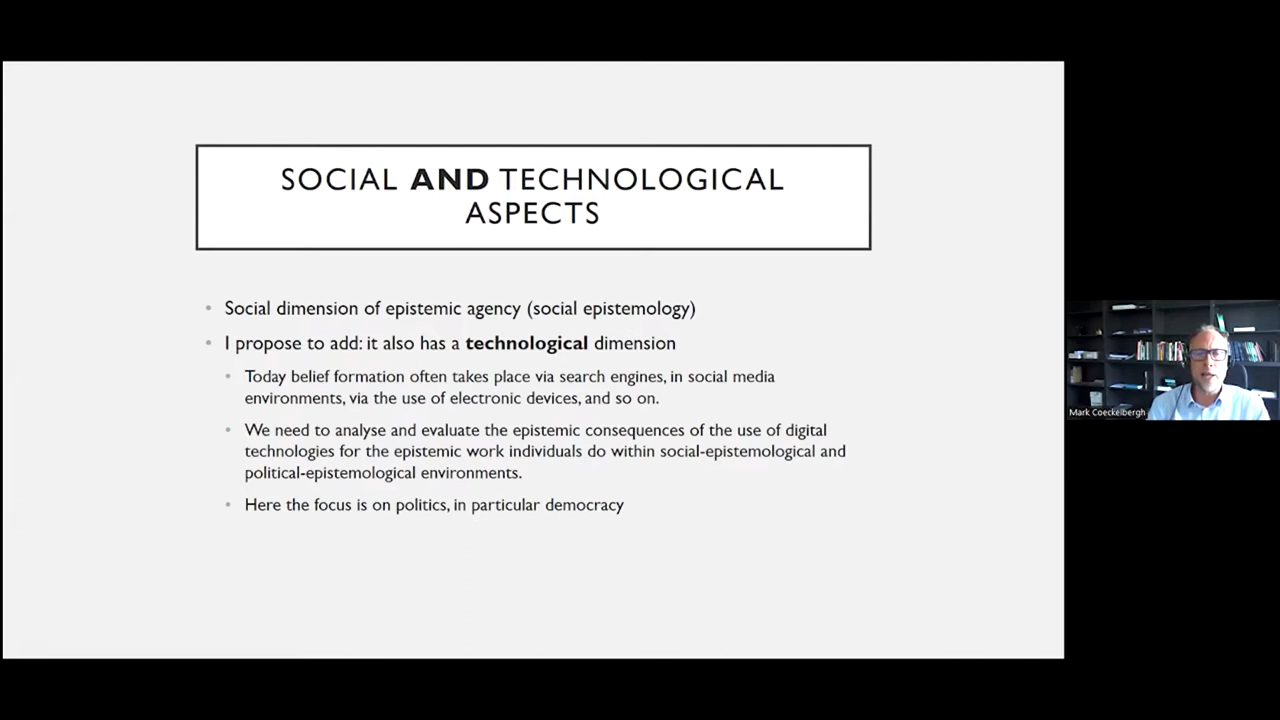 SOCIAL AND TECHNOLOGICAL
ASPECTS
• Social dimension of epistemic agency (social epistemology)
• I propose to add: it also has a technological dimension
• Today belief formation often takes place via search engines, in social media
environments, via the use of electronic devices, and so on.
• We need to analyse and evaluate the epistemic consequences of the use of digital
technologies for the epistemic work individuals do within social-epistemological and
political-epistemological environments.
• Here the focus is on politics, in particular democracy
Mark Coeckelbergh